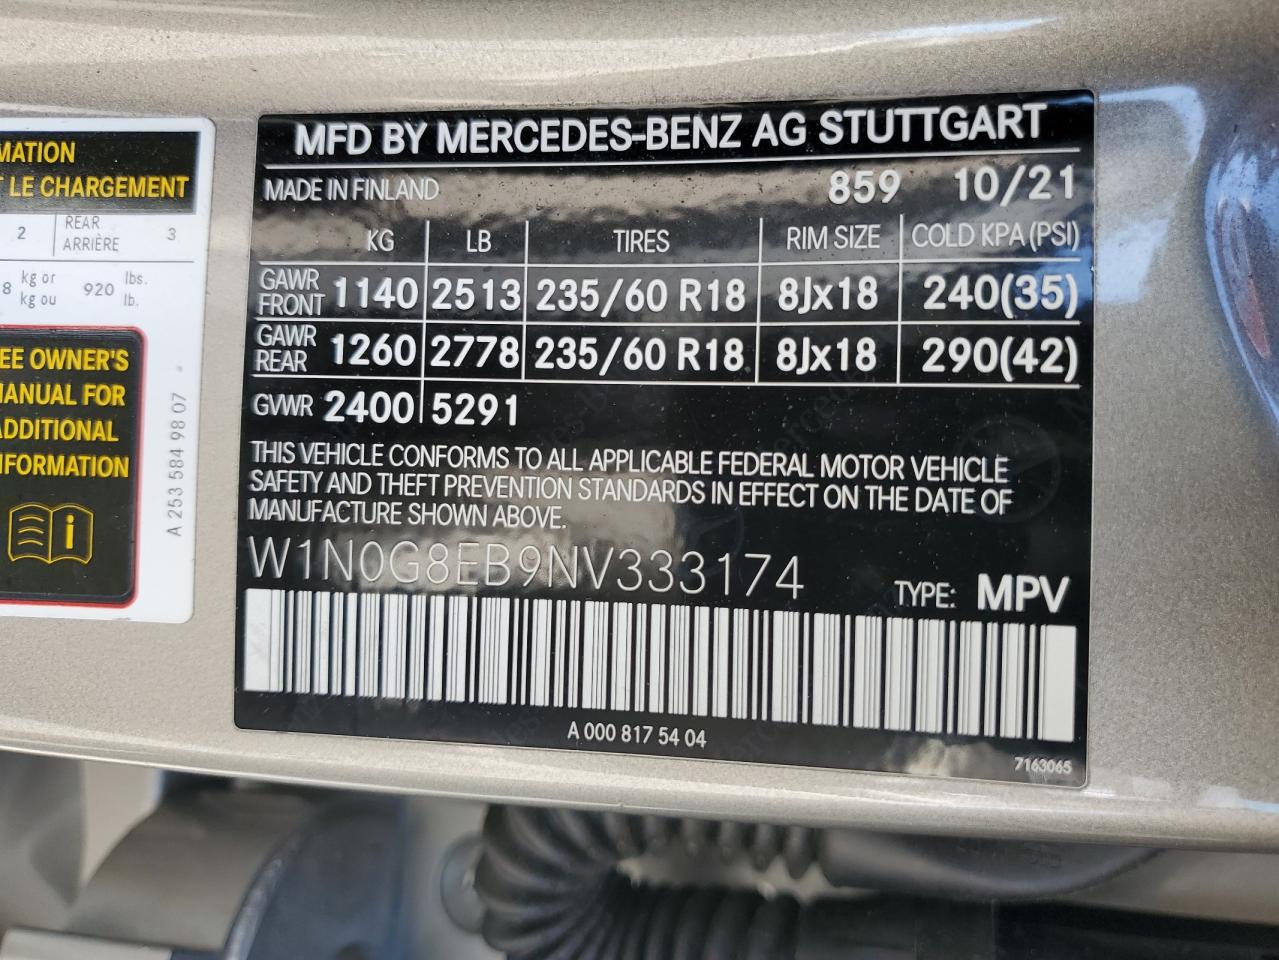 MATION
T LE CHARGEMENT
2 REAR ARRIÈRE 3
8 kg or kg ou 920 lbs. lb.
EE OWNER'S
MANUAL FOR
ADDITIONAL
INFORMATION
A 253 584 98 07
MFD BY MERCEDES-BENZ AG STUTTGART
MADE IN FINLAND 859 10/21
KG LB TIRES RIM SIZE COLD KPA (PSI)
GAWR FRONT 1140 2513 235/60 R18 8Jx18 240(35)
GAWR REAR 1260 2778 235/60 R18 8Jx18 290(42)
GVWR 2400 5291
THIS VEHICLE CONFORMS TO ALL APPLICABLE FEDERAL MOTOR VEHICLE
SAFETY AND THEFT PREVENTION STANDARDS IN EFFECT ON THE DATE OF
MANUFACTURE SHOWN ABOVE.
W1N0G8EB9NV333174
TYPE: MPV
A 000 817 54 04
7163065